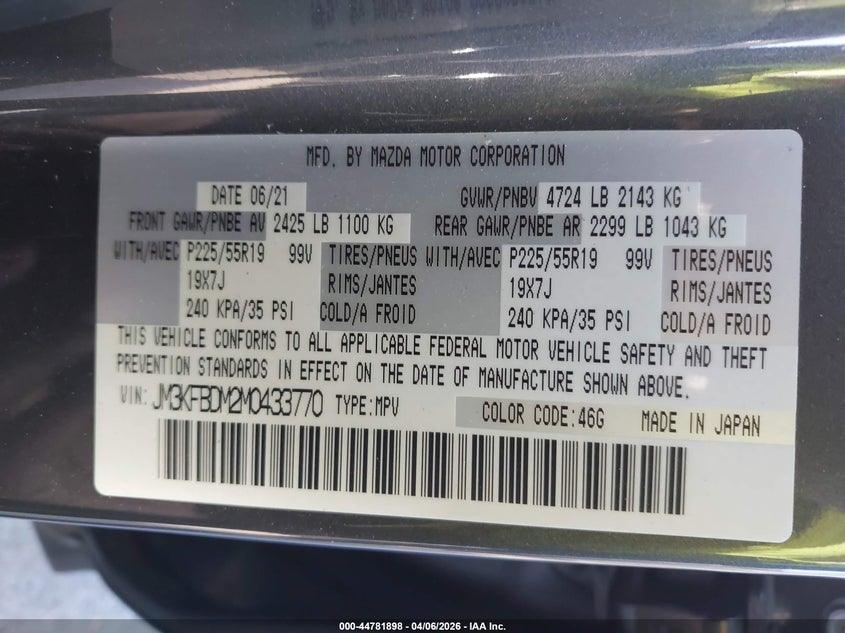 MFD. BY MAZDA MOTOR CORPORATION
DATE 06/21 GVWR/PNBV 4724 LB 2143 KG
FRONT GAWR/PNBE AV 2425 LB 1100 KG REAR GAWR/PNBE AR 2299 LB 1043 KG
WITH/AVEC P225/55R19 99V TIRES/PNEUS WITH/AVEC P225/55R19 99V TIRES/PNEUS
19X7J RIMS/JANTES 19X7J RIMS/JANTES
240 KPA/35 PSI COLD/A FROID 240 KPA/35 PSI COLD/A FROID
THIS VEHICLE CONFORMS TO ALL APPLICABLE FEDERAL MOTOR VEHICLE SAFETY AND THEFT
PREVENTION STANDARDS IN EFFECT ON THE DATE OF MANUFACTURE SHOWN ABOVE.
VIN: JM3KFBDM2M0433770 TYPE:MPV COLOR CODE:46G MADE IN JAPAN
000-44781898 - 04/06/2026 - IAA Inc.